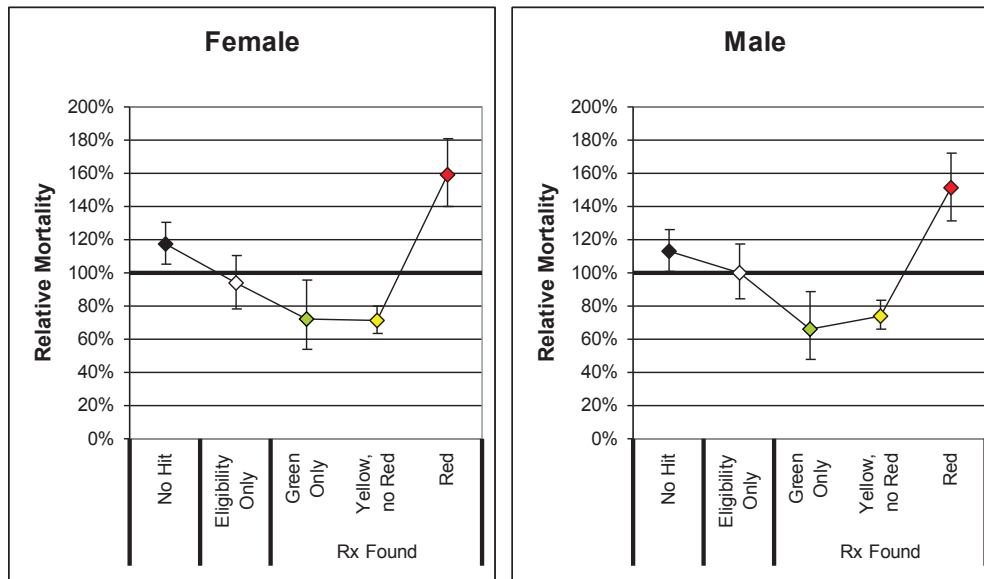 Female
Relative Mortality
200%
180%
160%
140%
120%
100%
80%
60%
40%
20%
0%
No Hit
Eligibility
Only
Green
Only
Yellow,
no Red
Red
Rx Found
Male
Relative Mortality
200%
180%
160%
140%
120%
100%
80%
60%
40%
20%
0%
No Hit
Eligibility
Only
Green
Only
Yellow,
no Red
Red
Rx Found